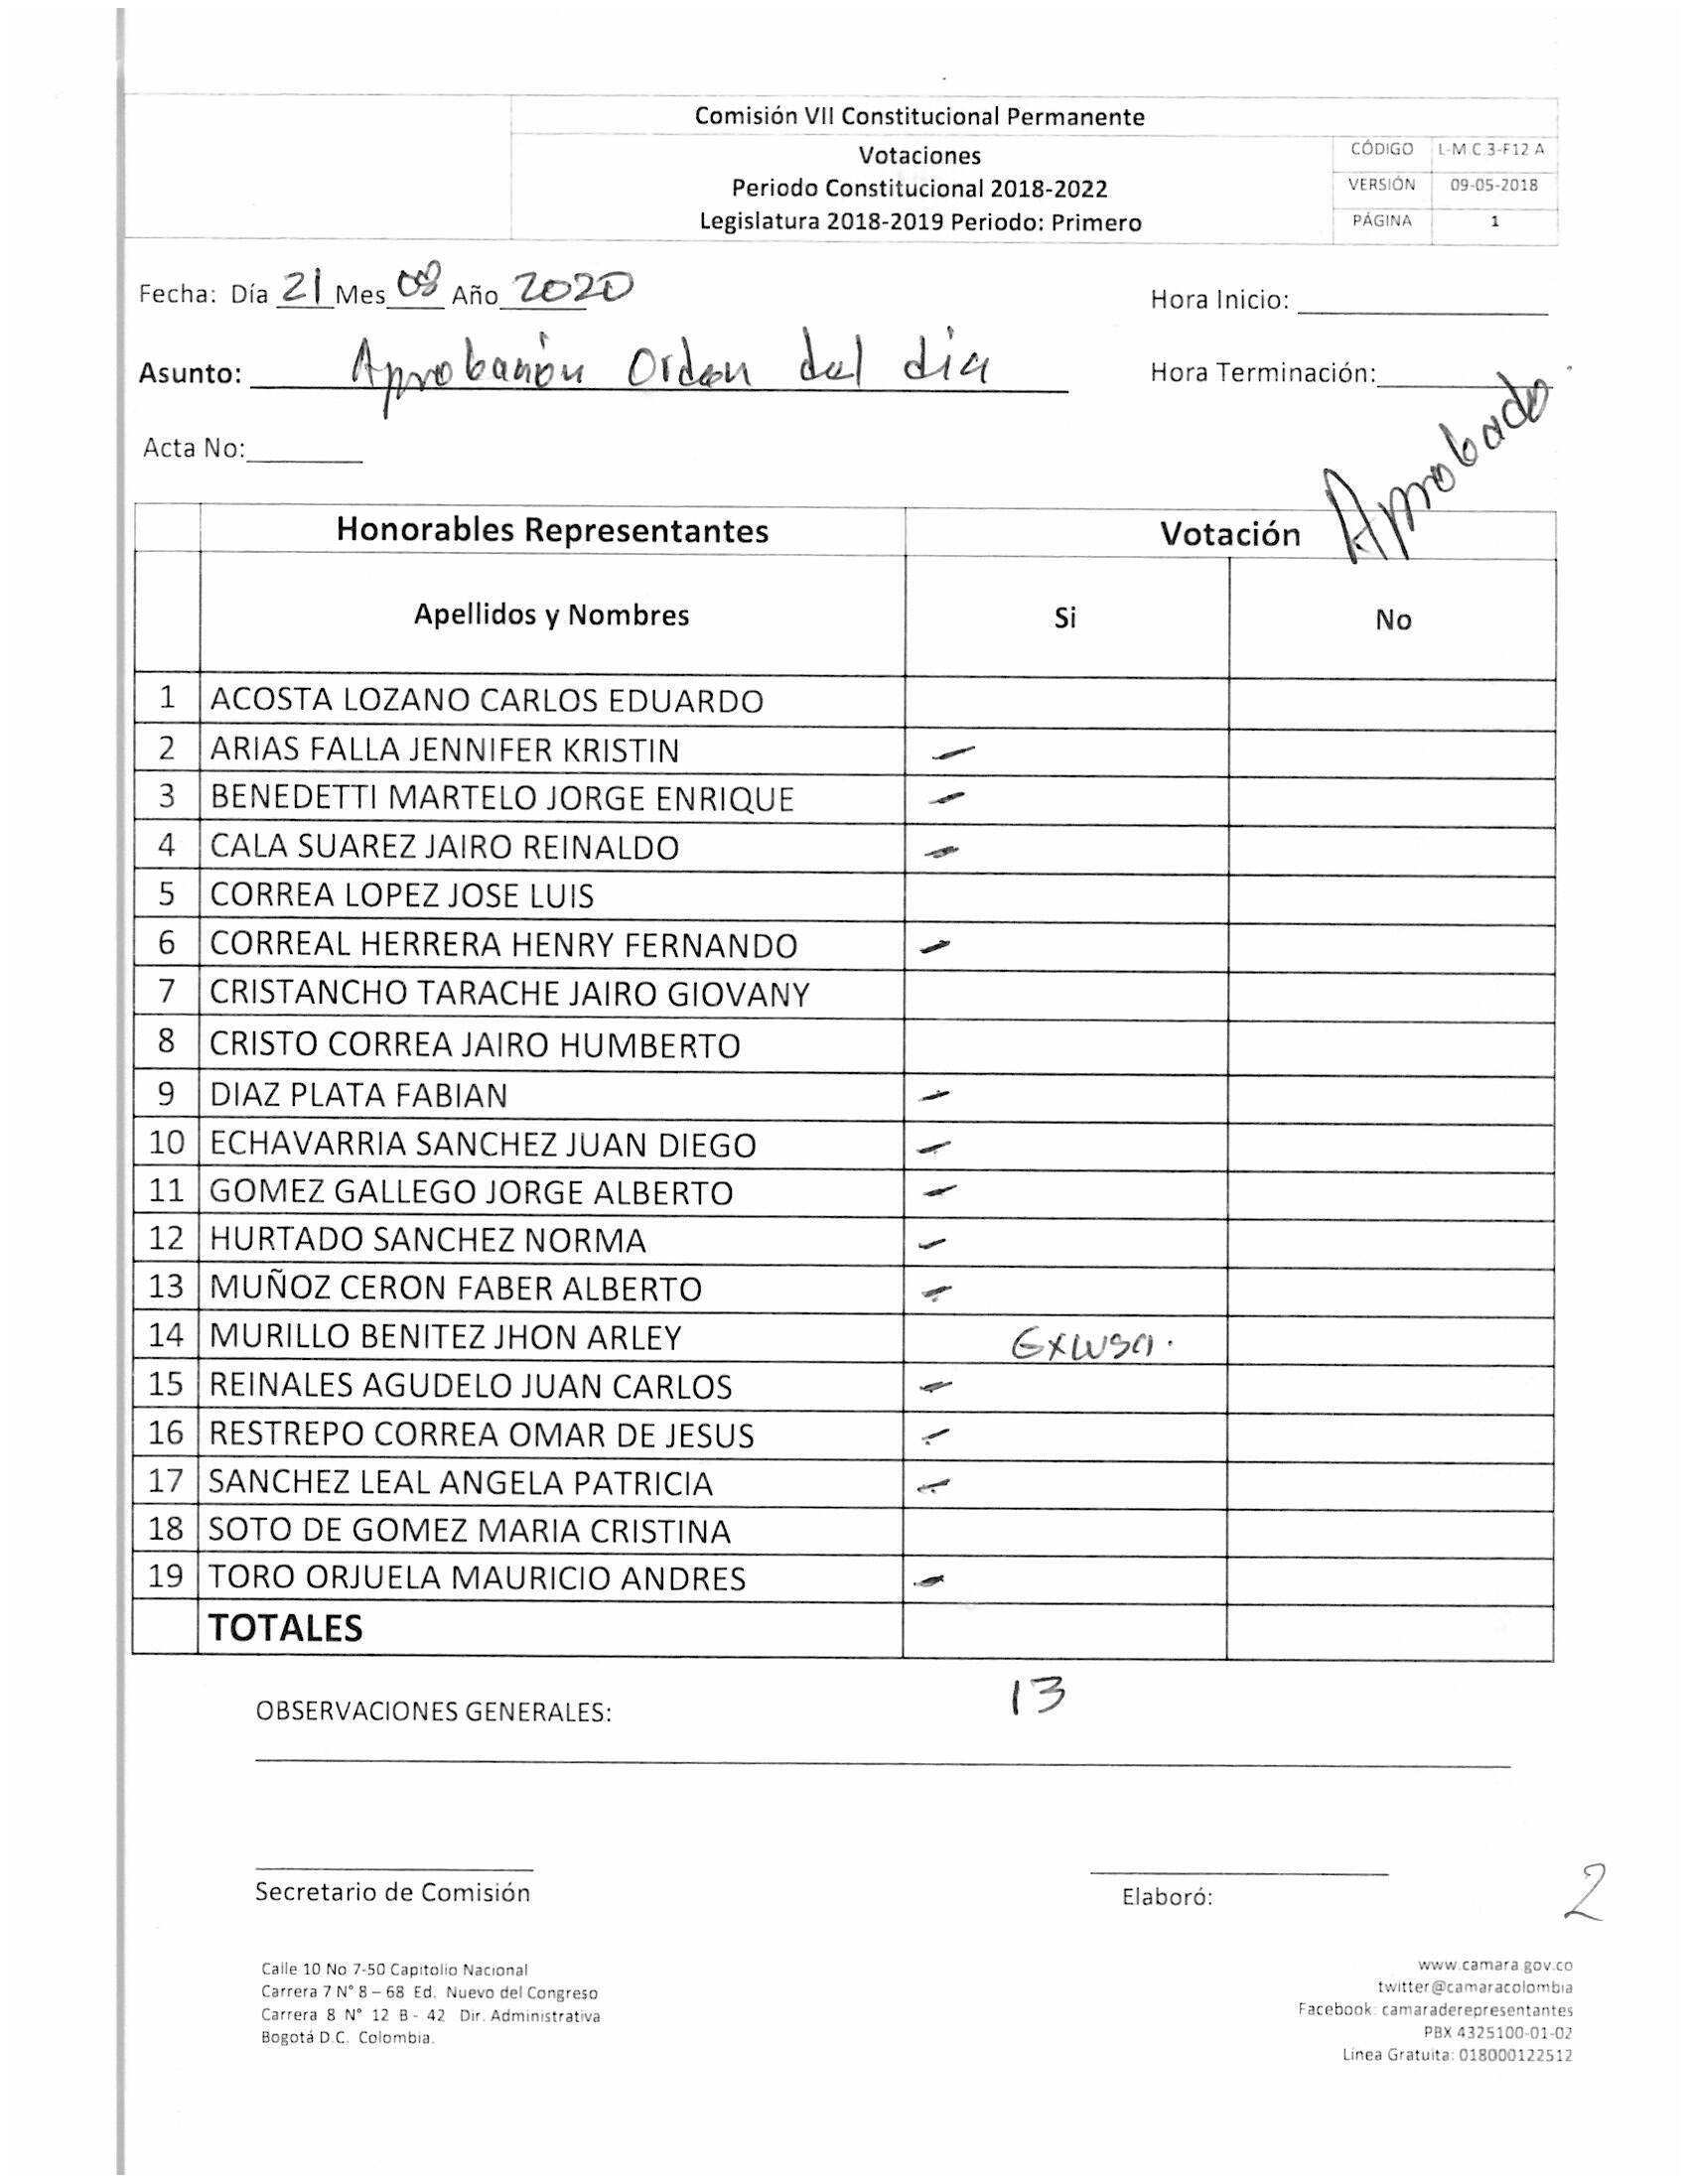 Comisión VII Constitucional Permanente
Votaciones
Periodo Constitucional 2018-2022
Legislatura 2018-2019 Periodo: Primero
CÓDIGO L-M.C.3-F12 A
VERSIÓN 09-05-2018
PÁGINA 1
Fecha: Día 21 Mes 08 Año 2020
Hora Inicio:
Asunto: Aprobación Orden del dia
Hora Terminación:
Aprobado
Acta No:
Honorables Representantes Votación
Apellidos y Nombres Si No
1 ACOSTA LOZANO CARLOS EDUARDO
2 ARIAS FALLA JENNIFER KRISTIN –
3 BENEDETTI MARTELO JORGE ENRIQUE –
4 CALA SUAREZ JAIRO REINALDO –
5 CORREA LOPEZ JOSE LUIS
6 CORREAL HERRERA HENRY FERNANDO –
7 CRISTANCHO TARACHE JAIRO GIOVANY
8 CRISTO CORREA JAIRO HUMBERTO
9 DIAZ PLATA FABIAN –
10 ECHAVARRIA SANCHEZ JUAN DIEGO –
11 GOMEZ GALLEGO JORGE ALBERTO –
12 HURTADO SANCHEZ NORMA –
13 MUÑOZ CERON FABER ALBERTO –
14 MURILLO BENITEZ JHON ARLEY Excusa.
15 REINALES AGUDELO JUAN CARLOS –
16 RESTREPO CORREA OMAR DE JESUS –
17 SANCHEZ LEAL ANGELA PATRICIA –
18 SOTO DE GOMEZ MARIA CRISTINA
19 TORO ORJUELA MAURICIO ANDRES –
TOTALES
13
OBSERVACIONES GENERALES:
Secretario de Comisión
Elaboró:
2
Calle 10 No 7-50 Capitolio Nacional
Carrera 7 N° 8 – 68 Ed. Nuevo del Congreso
Carrera 8 N° 12 B - 42 Dir. Administrativa
Bogotá D.C. Colombia.
www.camara.gov.co
twitter@camaracolombia
Facebook: camaraderepresentantes
PBX 4325100-01-02
Linea Gratuita: 018000122512